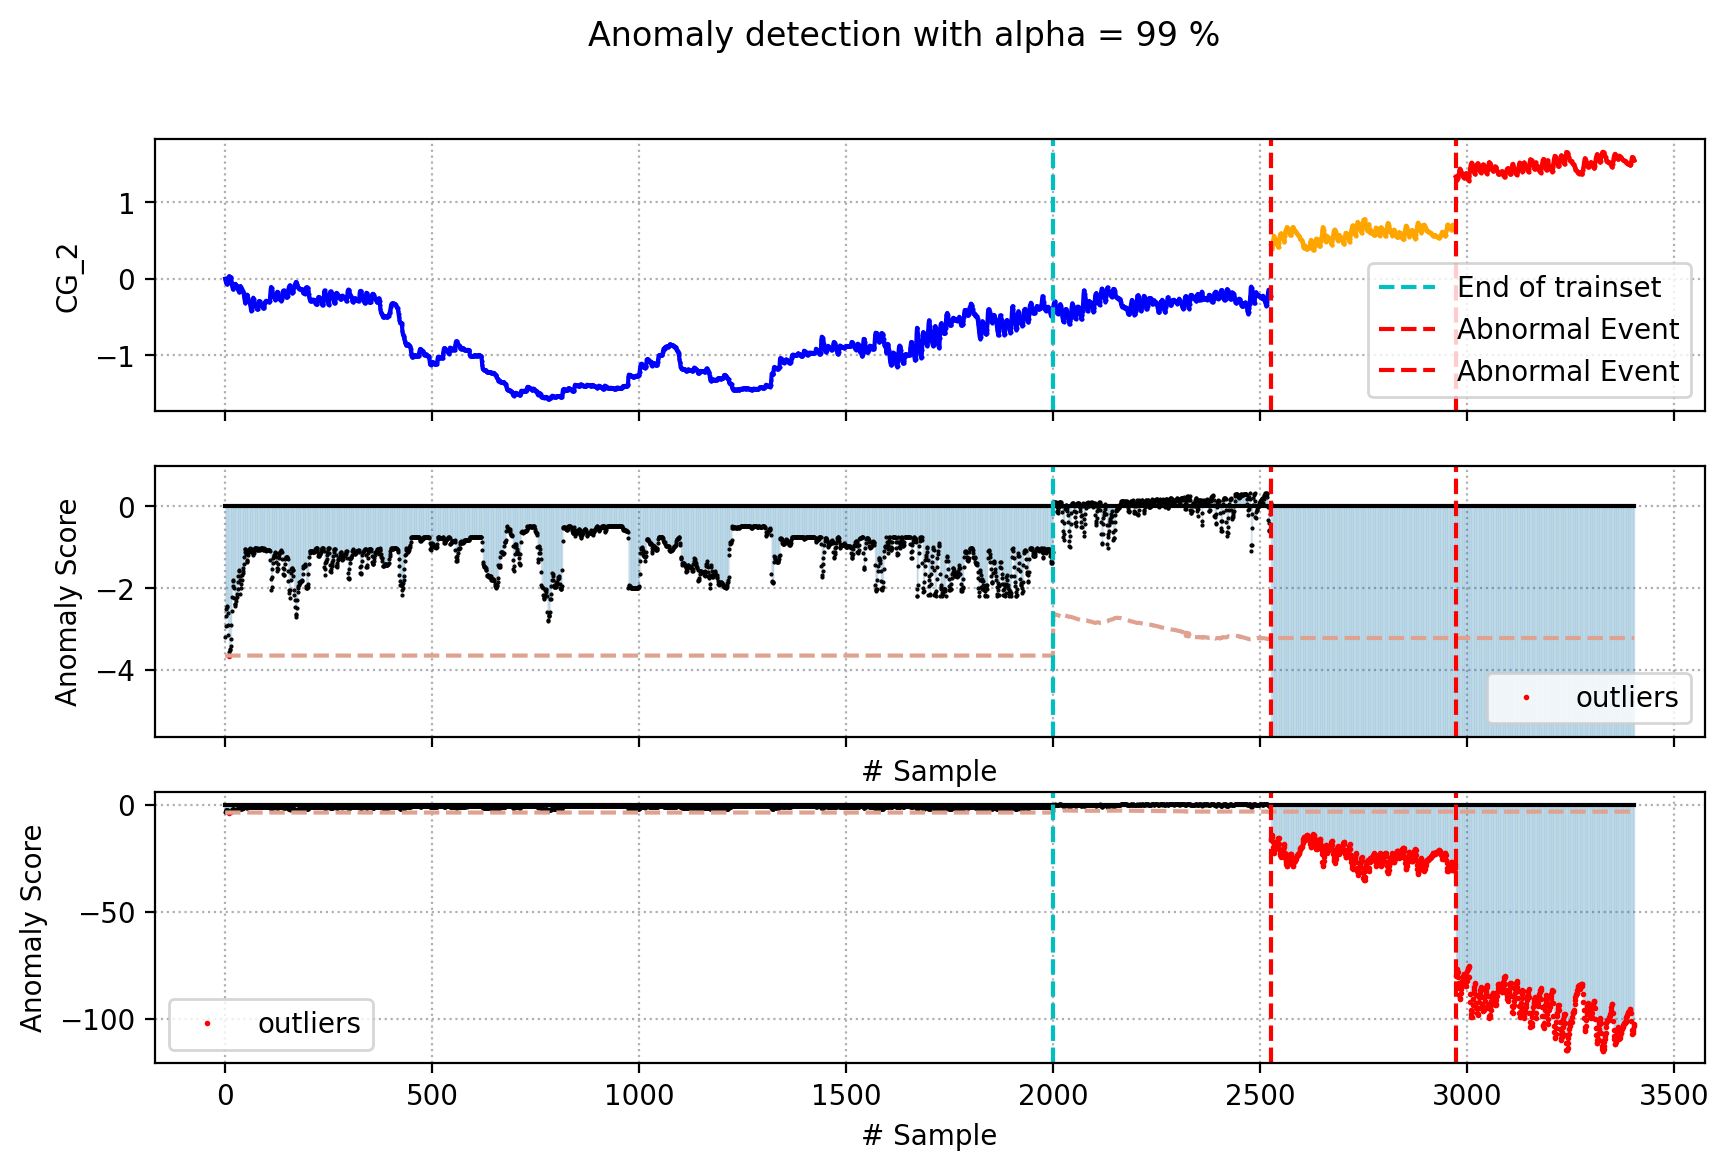 Anomaly detection with alpha = 99 %
CG_2
1
0
−1
End of trainset
Abnormal Event
Abnormal Event
Anomaly Score
0
−2
−4
outliers
# Sample
Anomaly Score
0
−50
−100
outliers
0 500 1000 1500 2000 2500 3000 3500
# Sample